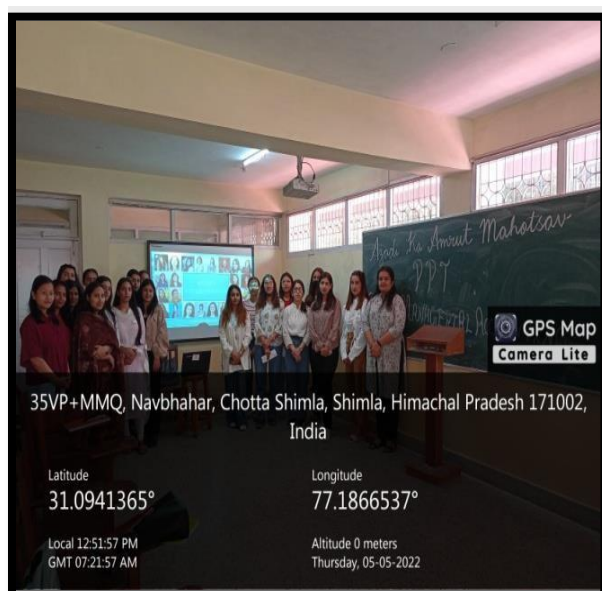 Azadi Ka Amrut Mahotsav
PPT
GPS Map
Camera Lite
35VP+MMQ, Navbhahar, Chotta Shimla, Shimla, Himachal Pradesh 171002,
India
Latitude
31.0941365°
Longitude
77.1866537°
Local 12:51:57 PM
GMT 07:21:57 AM
Altitude 0 meters
Thursday, 05-05-2022